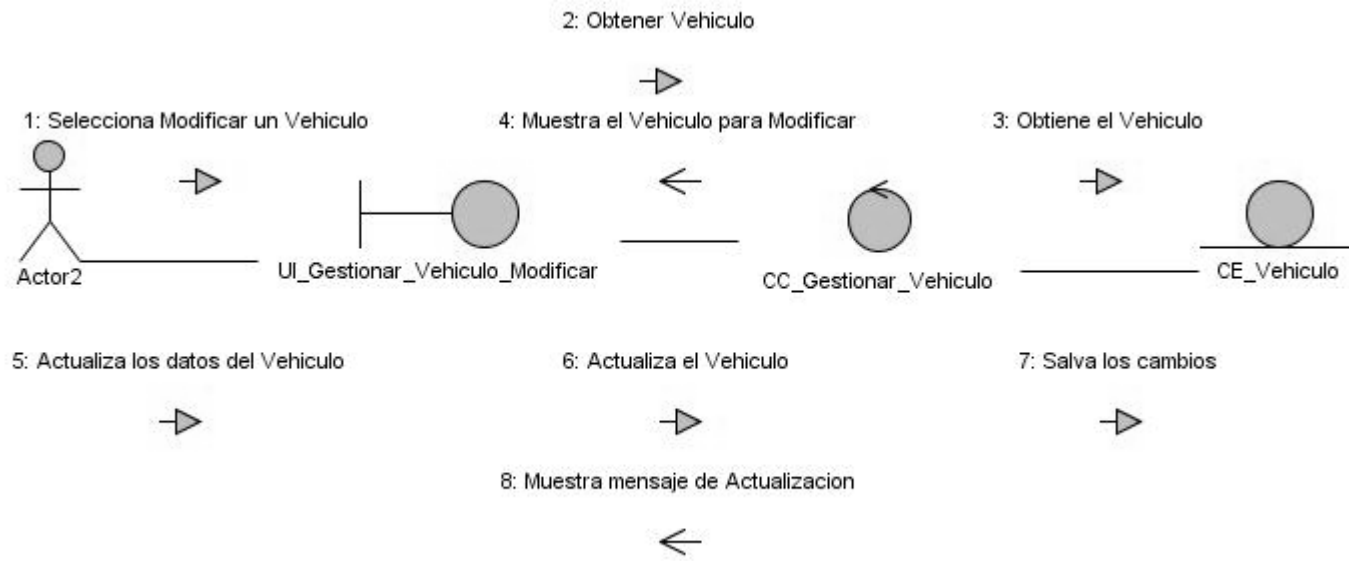 2: Obtener Vehiculo
1: Selecciona Modificar un Vehiculo
4: Muestra el Vehiculo para Modificar
3: Obtiene el Vehiculo
Actor2
UI_Gestionar_Vehiculo_Modificar
CC_Gestionar_Vehiculo
CE_Vehiculo
5: Actualiza los datos del Vehiculo
6: Actualiza el Vehiculo
7: Salva los cambios
8: Muestra mensaje de Actualizacion